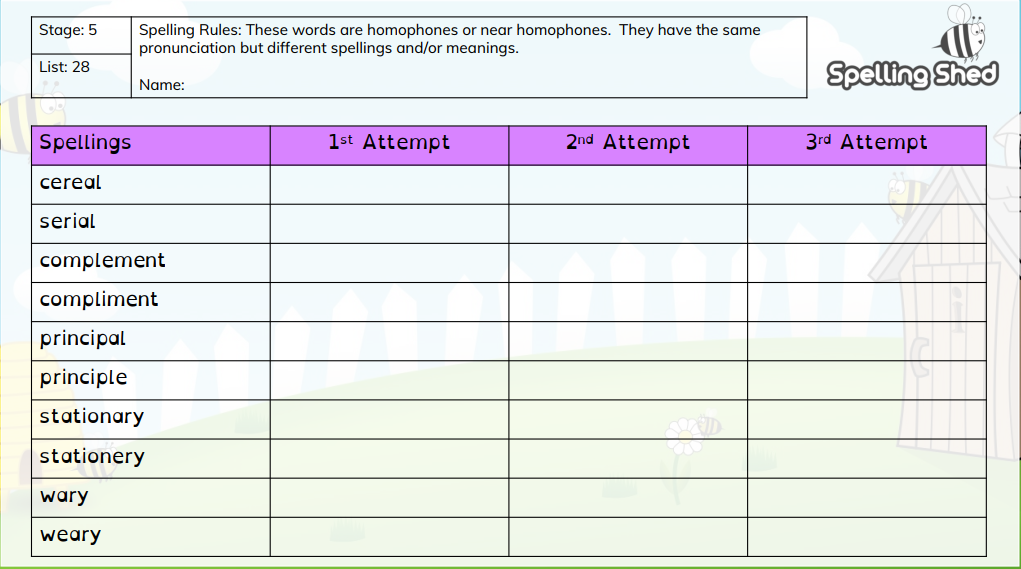 Stage: 5
Spelling Rules: These words are homophones or near homophones. They have the same
pronunciation but different spellings and/or meanings.
List: 28
Name:
Spelling Shed
Spellings 1st Attempt 2nd Attempt 3rd Attempt
cereal
serial
complement
compliment
principal
principle
stationary
stationery
wary
weary